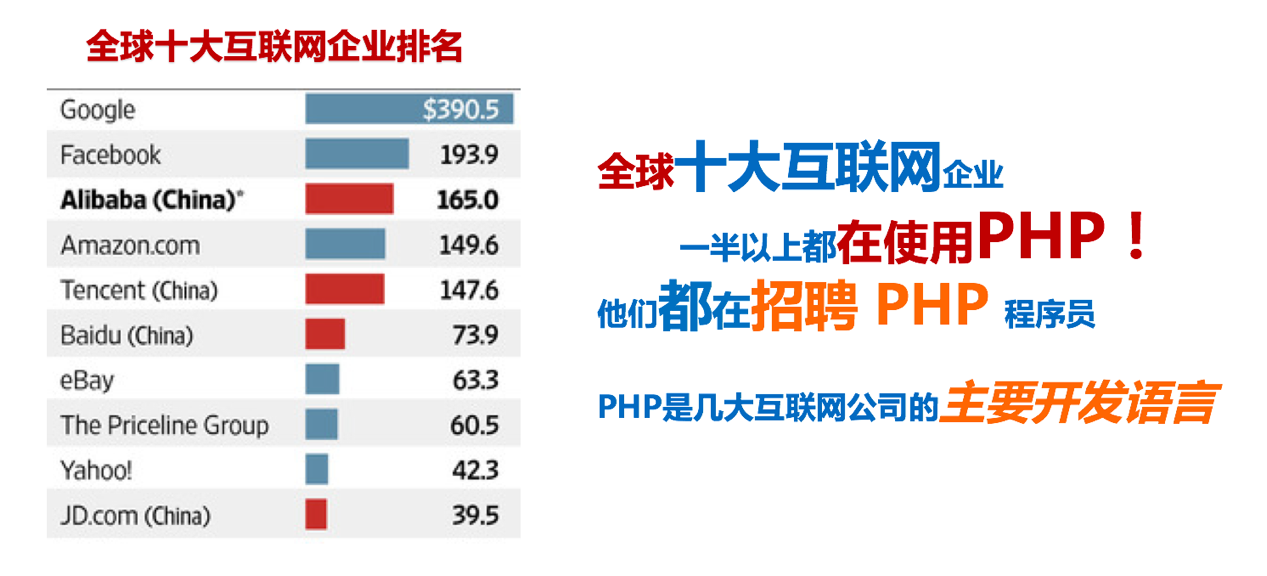 全球十大互联网企业排名
Google $390.5
Facebook 193.9
Alibaba (China)* 165.0
Amazon.com 149.6
Tencent (China) 147.6
Baidu (China) 73.9
eBay 63.3
The Priceline Group 60.5
Yahoo! 42.3
JD.com (China) 39.5
全球十大互联网企业
一半以上都在使用PHP！
他们都在招聘 PHP 程序员
PHP是几大互联网公司的主要开发语言